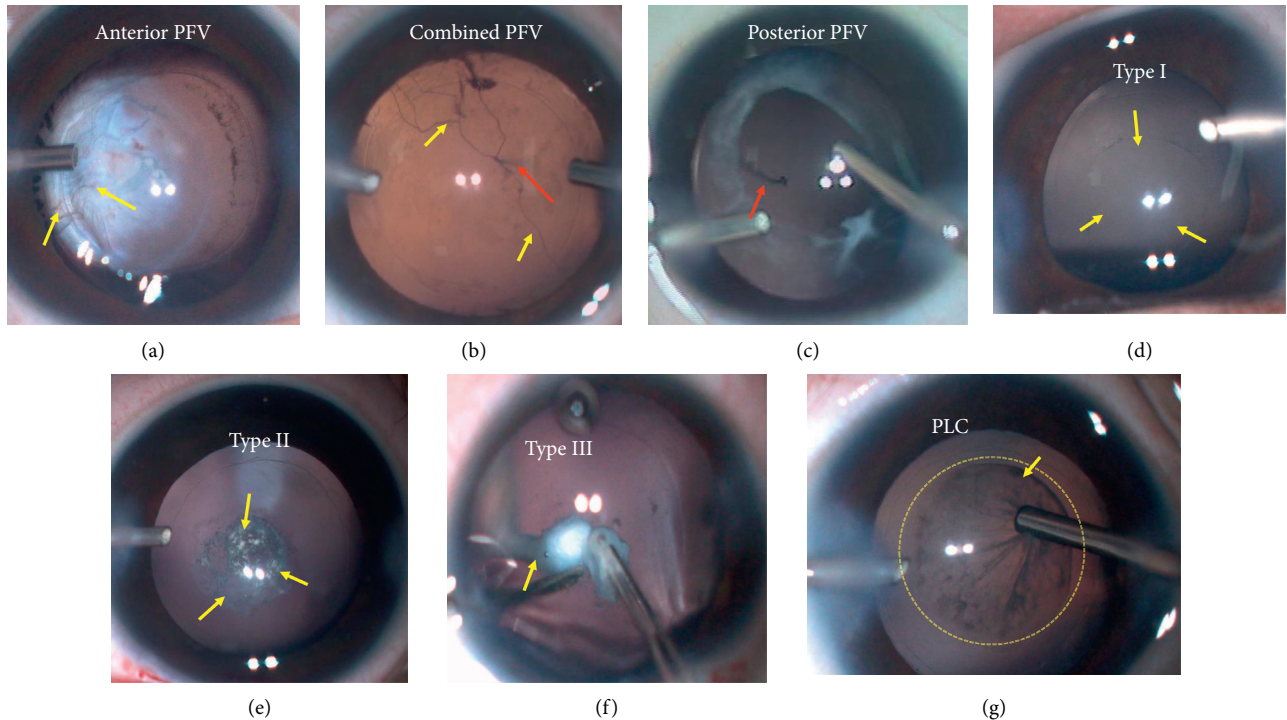 Anterior PFV
Combined PFV
Posterior PFV
Type I
(a)
(b)
(c)
(d)
Type II
Type III
PLC
(e)
(f)
(g)